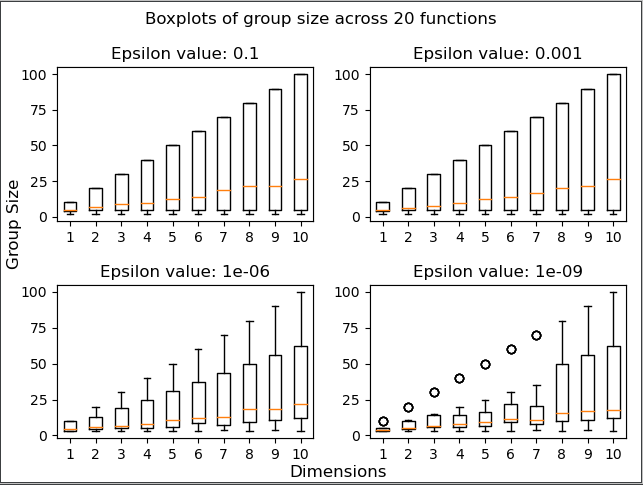 Boxplots of group size across 20 functions
Epsilon value: 0.1
Epsilon value: 0.001
100
75
50
25
0
1 2 3 4 5 6 7 8 9 10
100
75
50
25
0
1 2 3 4 5 6 7 8 9 10
Group Size
Epsilon value: 1e-06
Epsilon value: 1e-09
100
75
50
25
0
1 2 3 4 5 6 7 8 9 10
100
75
50
25
0
1 2 3 4 5 6 7 8 9 10
Dimensions